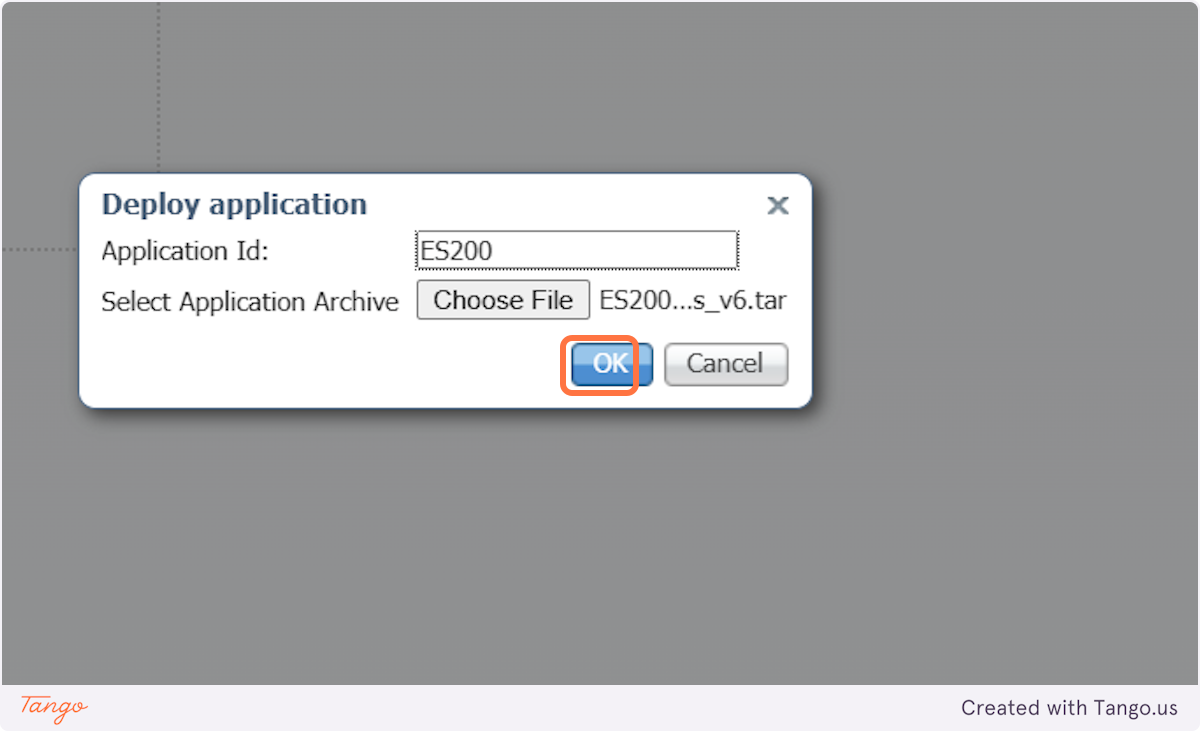 Deploy application
Application Id: ES200
Select Application Archive Choose File ES200...s_v6.tar
OK Cancel
Tango Created with Tango.us